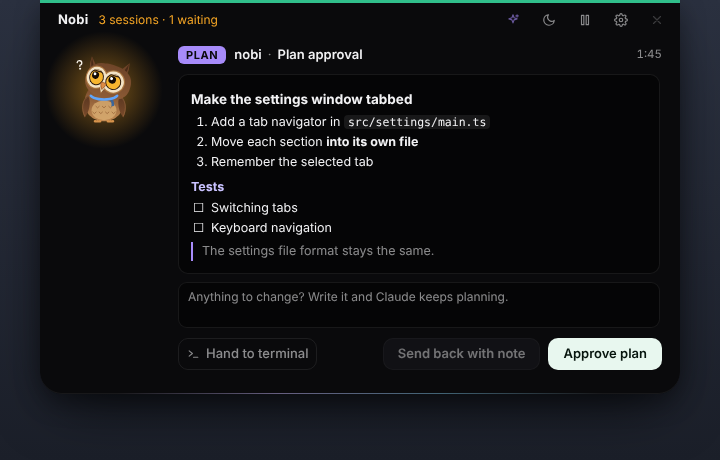 Nobi 3 sessions · 1 waiting
?
PLAN nobi · Plan approval 1:45
Make the settings window tabbed
1. Add a tab navigator in src/settings/main.ts
2. Move each section into its own file
3. Remember the selected tab
Tests
☐ Switching tabs
☐ Keyboard navigation
The settings file format stays the same.
Anything to change? Write it and Claude keeps planning.
>_ Hand to terminal Send back with note Approve plan